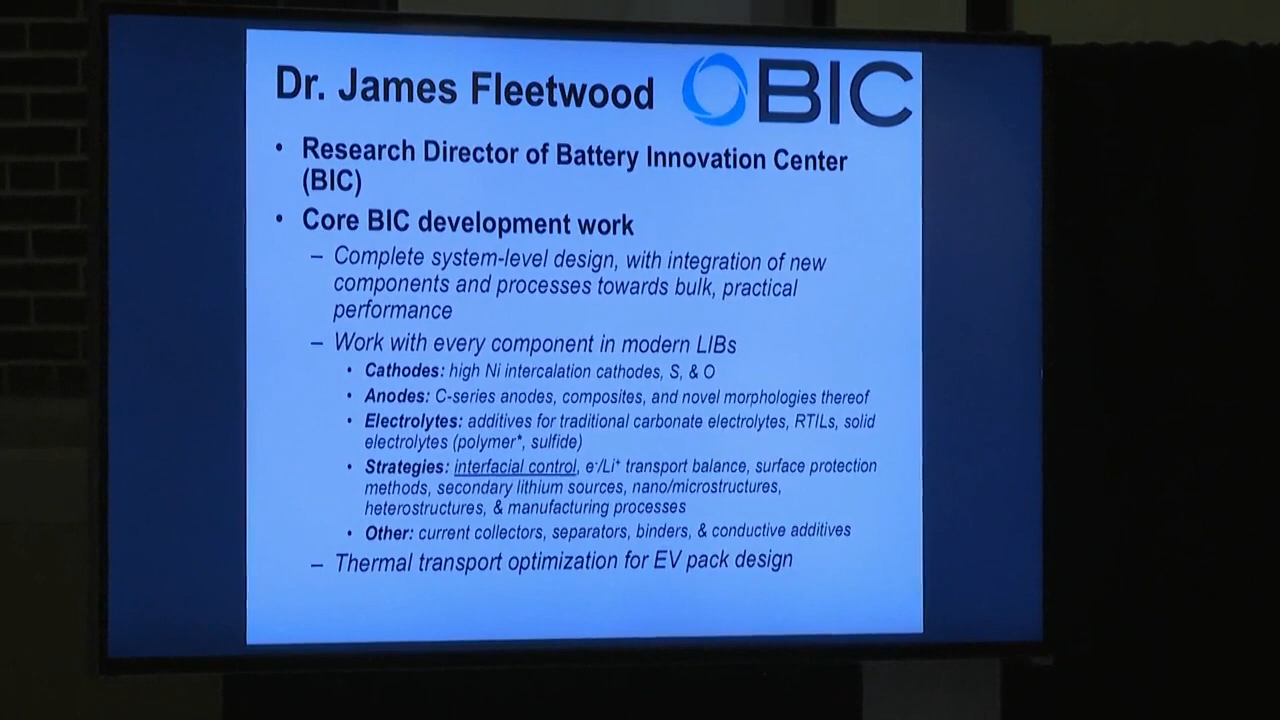 Dr. James Fleetwood
BIC
• Research Director of Battery Innovation Center
(BIC)
• Core BIC development work
– Complete system-level design, with integration of new
components and processes towards bulk, practical
performance
– Work with every component in modern LIBs
• Cathodes: high Ni intercalation cathodes, S, & O
• Anodes: C-series anodes, composites, and novel morphologies thereof
• Electrolytes: additives for traditional carbonate electrolytes, RTILs, solid
electrolytes (polymer*, sulfide)
• Strategies: interfacial control, e⁻/Li⁺ transport balance, surface protection
methods, secondary lithium sources, nano/microstructures,
heterostructures, & manufacturing processes
• Other: current collectors, separators, binders, & conductive additives
– Thermal transport optimization for EV pack design